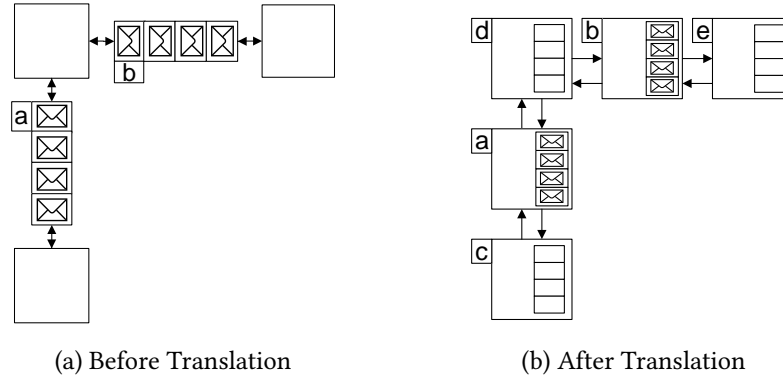 a
b
(a) Before Translation
d
b
e
a
c
(b) After Translation